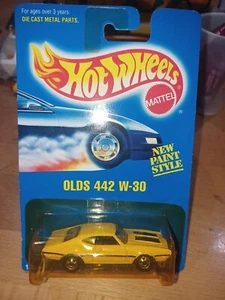 For ages over 3 years.
DIE CAST METAL PARTS.
Hot Wheels
MATTEL
NEW
PAINT
STYLE
OLDS 442 W-30